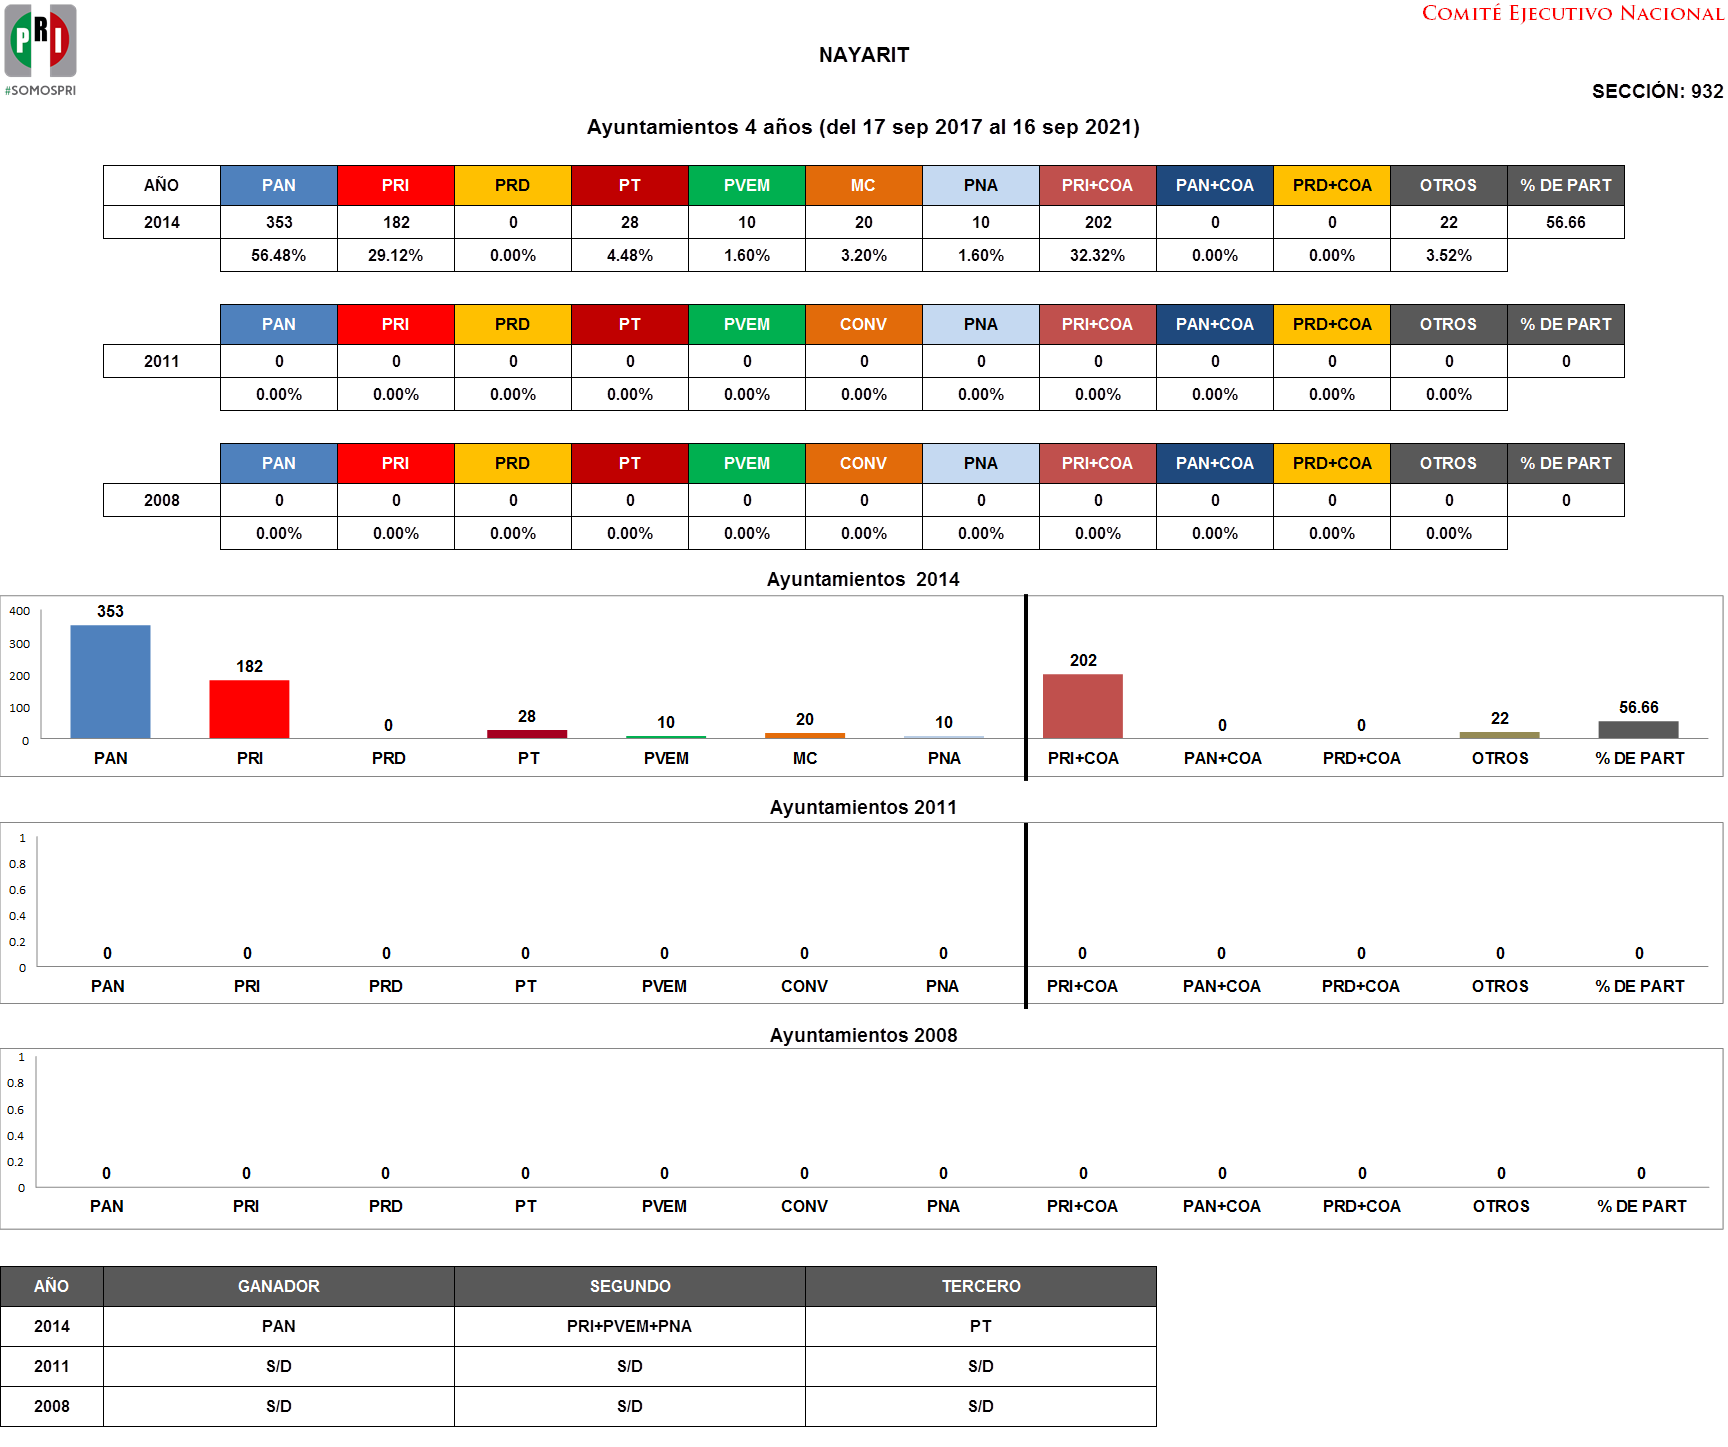 COMITÉ EJECUTIVO NACIONAL
PRI
#SOMOSPRI
NAYARIT
SECCIÓN: 932
Ayuntamientos 4 años (del 17 sep 2017 al 16 sep 2021)
AÑO PAN PRI PRD PT PVEM MC PNA PRI+COA PAN+COA PRD+COA OTROS % DE PART
2014 353 182 0 28 10 20 10 202 0 0 22 56.66
56.48% 29.12% 0.00% 4.48% 1.60% 3.20% 1.60% 32.32% 0.00% 0.00% 3.52%
PAN PRI PRD PT PVEM CONV PNA PRI+COA PAN+COA PRD+COA OTROS % DE PART
2011 0 0 0 0 0 0 0 0 0 0 0 0
0.00% 0.00% 0.00% 0.00% 0.00% 0.00% 0.00% 0.00% 0.00% 0.00% 0.00%
PAN PRI PRD PT PVEM CONV PNA PRI+COA PAN+COA PRD+COA OTROS % DE PART
2008 0 0 0 0 0 0 0 0 0 0 0 0
0.00% 0.00% 0.00% 0.00% 0.00% 0.00% 0.00% 0.00% 0.00% 0.00% 0.00%
Ayuntamientos 2014
400
300
200
100
0
353 182 0 28 10 20 10 202 0 0 22 56.66
PAN PRI PRD PT PVEM MC PNA PRI+COA PAN+COA PRD+COA OTROS % DE PART
Ayuntamientos 2011
1
0.8
0.6
0.4
0.2
0
0 0 0 0 0 0 0 0 0 0 0 0
PAN PRI PRD PT PVEM CONV PNA PRI+COA PAN+COA PRD+COA OTROS % DE PART
Ayuntamientos 2008
1
0.8
0.6
0.4
0.2
0
0 0 0 0 0 0 0 0 0 0 0 0
PAN PRI PRD PT PVEM CONV PNA PRI+COA PAN+COA PRD+COA OTROS % DE PART
AÑO GANADOR SEGUNDO TERCERO
2014 PAN PRI+PVEM+PNA PT
2011 S/D S/D S/D
2008 S/D S/D S/D